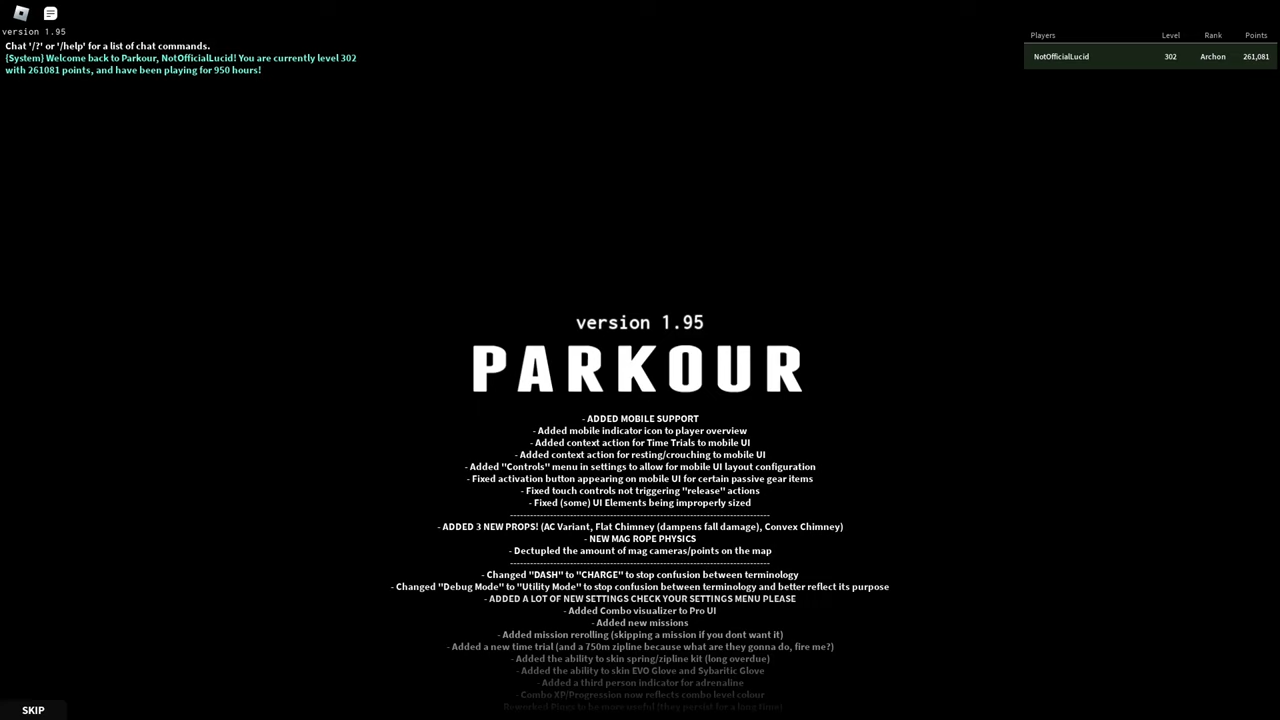 version 1.95
Chat '/?' or '/help' for a list of chat commands.
{System} Welcome back to Parkour, NotOfficialLucid! You are currently level 302
with 261081 points, and have been playing for 950 hours!
Players Level Rank Points
NotOfficialLucid 302 Archon 261,081
version 1.95
PARKOUR
- ADDED MOBILE SUPPORT
- Added mobile indicator icon to player overview
- Added context action for Time Trials to mobile UI
- Added context action for resting/crouching to mobile UI
- Added "Controls" menu in settings to allow for mobile UI layout configuration
- Fixed activation button appearing on mobile UI for certain passive gear items
- Fixed touch controls not triggering "release" actions
- Fixed (some) UI Elements being improperly sized
------------------------------------------------------------------------------
- ADDED 3 NEW PROPS! (AC Variant, Flat Chimney (dampens fall damage), Convex Chimney)
- NEW MAG ROPE PHYSICS
- Dectupled the amount of mag cameras/points on the map
------------------------------------------------------------------------------
- Changed "DASH" to "CHARGE" to stop confusion between terminology
- Changed "Debug Mode" to "Utility Mode" to stop confusion between terminology and better reflect its purpose
- ADDED A LOT OF NEW SETTINGS CHECK YOUR SETTINGS MENU PLEASE
- Added Combo visualizer to Pro UI
- Added new missions
- Added mission rerolling (skipping a mission if you dont want it)
- Added a new time trial (and a 750m zipline because what are they gonna do, fire me?)
- Added the ability to skin spring/zipline kit (long overdue)
- Added the ability to skin EVO Glove and Sybaritic Glove
- Added a third person indicator for adrenaline
- Combo XP/Progression now reflects combo level colour
- Reworked Pings to be more useful (they persist for a long time)
SKIP